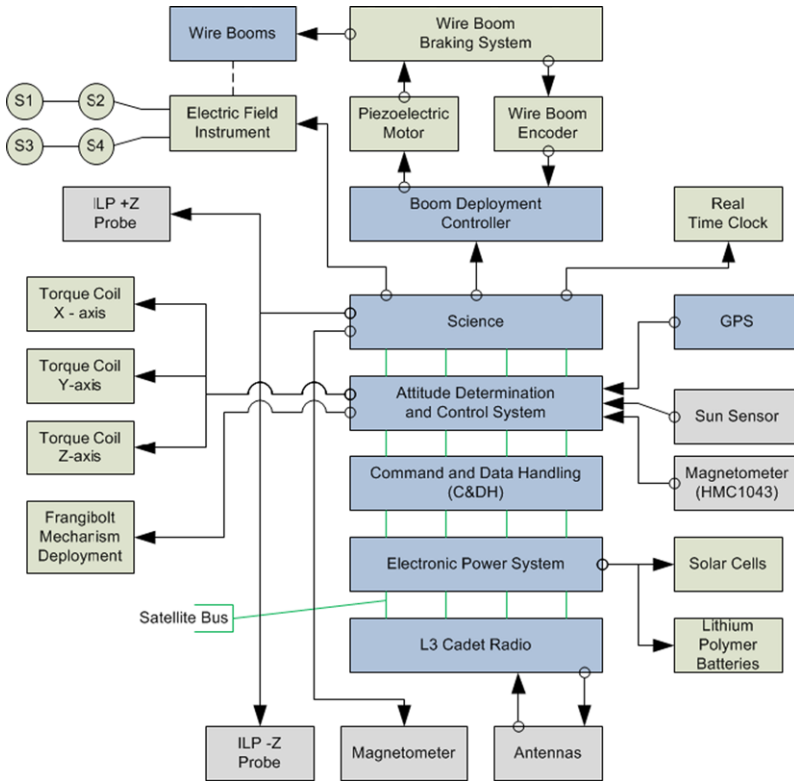 Wire Booms
Wire Boom
Braking System
S1
S2
Electric Field
Instrument
Piezoelectric
Motor
Wire Boom
Encoder
S3
S4
ILP +Z
Probe
Boom Deployment
Controller
Real
Time Clock
Torque Coil
X - axis
Science
GPS
Torque Coil
Y-axis
Attitude Determination
and Control System
Sun Sensor
Torque Coil
Z-axis
Command and Data Handling
(C&DH)
Magnetometer
(HMC1043)
Frangibolt
Mechanism
Deployment
Electronic Power System
Solar Cells
Satellite Bus
L3 Cadet Radio
Lithium
Polymer
Batteries
ILP -Z
Probe
Magnetometer
Antennas